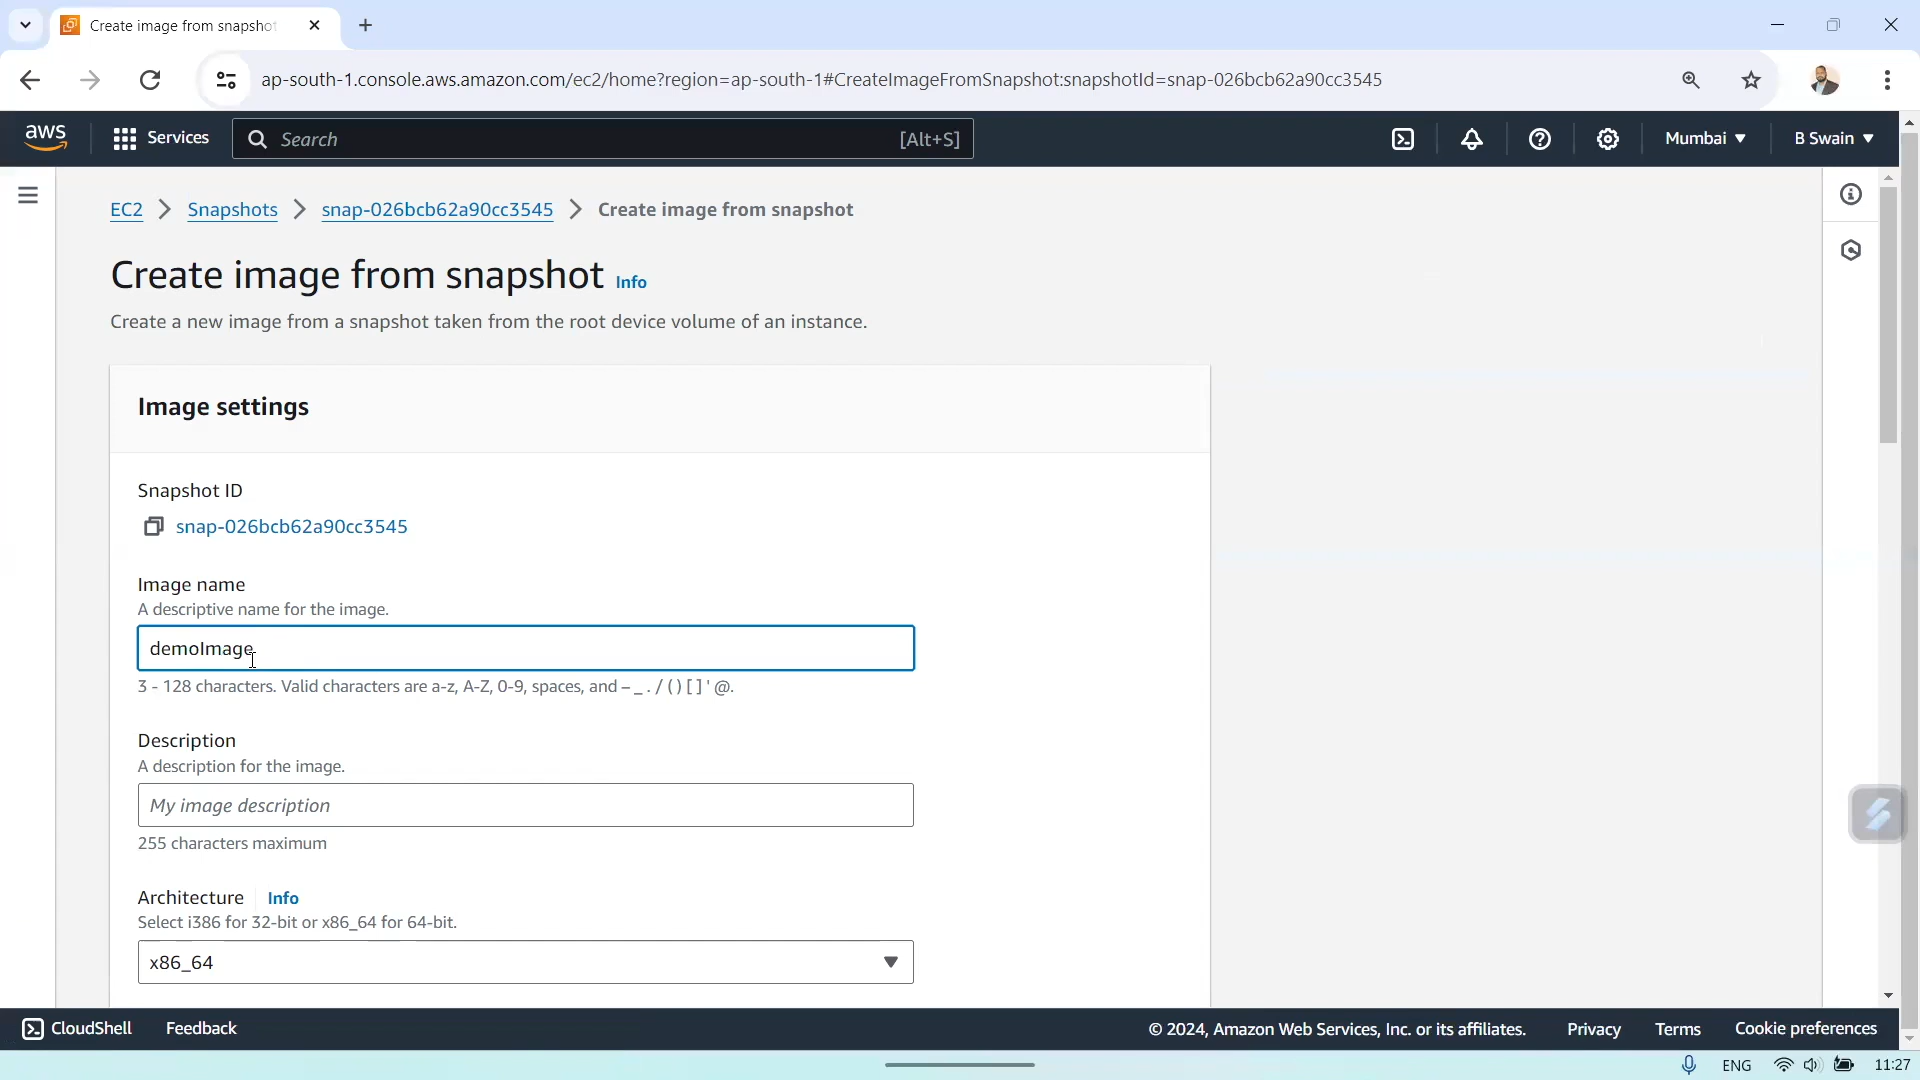 Create image from snapshot
ap-south-1.console.aws.amazon.com/ec2/home?region=ap-south-1#CreateImageFromSnapshot:snapshotId=snap-026bcb62a90cc3545
aws
Services
Search
[Alt+S]
Mumbai
B Swain
EC2
Snapshots
snap-026bcb62a90cc3545
Create image from snapshot
Create image from snapshot Info
Create a new image from a snapshot taken from the root device volume of an instance.
Image settings
Snapshot ID
snap-026bcb62a90cc3545
Image name
A descriptive name for the image.
demoImage
3 - 128 characters. Valid characters are a-z, A-Z, 0-9, spaces, and – _ . / ( ) [ ] ' @.
Description
A description for the image.
My image description
255 characters maximum
Architecture Info
Select i386 for 32-bit or x86_64 for 64-bit.
x86_64
CloudShell
Feedback
© 2024, Amazon Web Services, Inc. or its affiliates.
Privacy
Terms
Cookie preferences
ENG
11:27